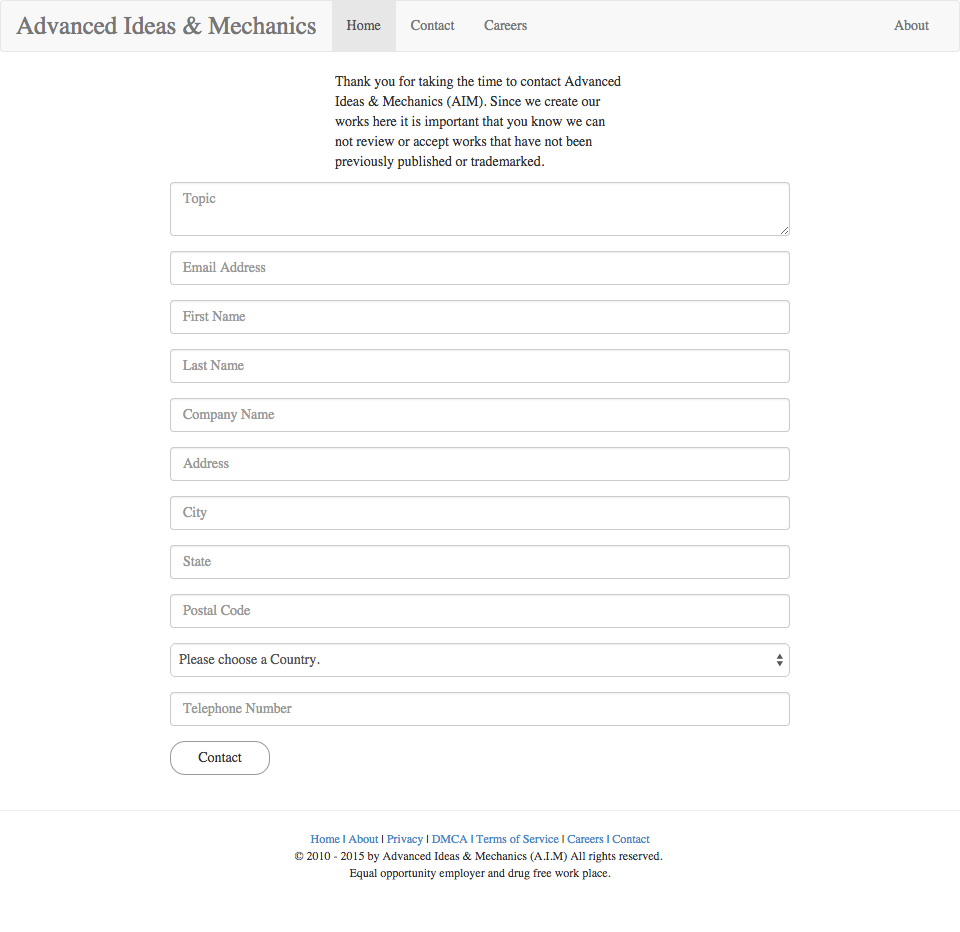 Advanced Ideas & Mechanics Home Contact Careers About
Thank you for taking the time to contact Advanced
Ideas & Mechanics (AIM). Since we create our
works here it is important that you know we can
not review or accept works that have not been
previously published or trademarked.
Topic
Email Address
First Name
Last Name
Company Name
Address
City
State
Postal Code
Please choose a Country.
Telephone Number
Contact
Home | About | Privacy | DMCA | Terms of Service | Careers | Contact
© 2010 - 2015 by Advanced Ideas & Mechanics (A.I.M) All rights reserved.
Equal opportunity employer and drug free work place.